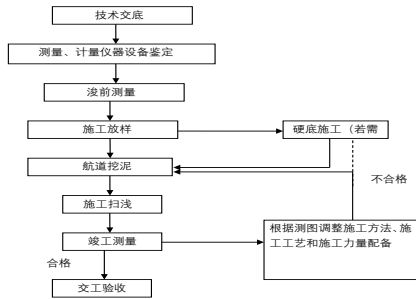 技术交底
测量、计量仪器设备鉴定
浚前测量
施工放样
硬底施工（若需
航道挖泥
不合格
施工扫浅
竣工测量
根据测图调整施工方法、施
工工艺和施工力量配备
合格
交工验收